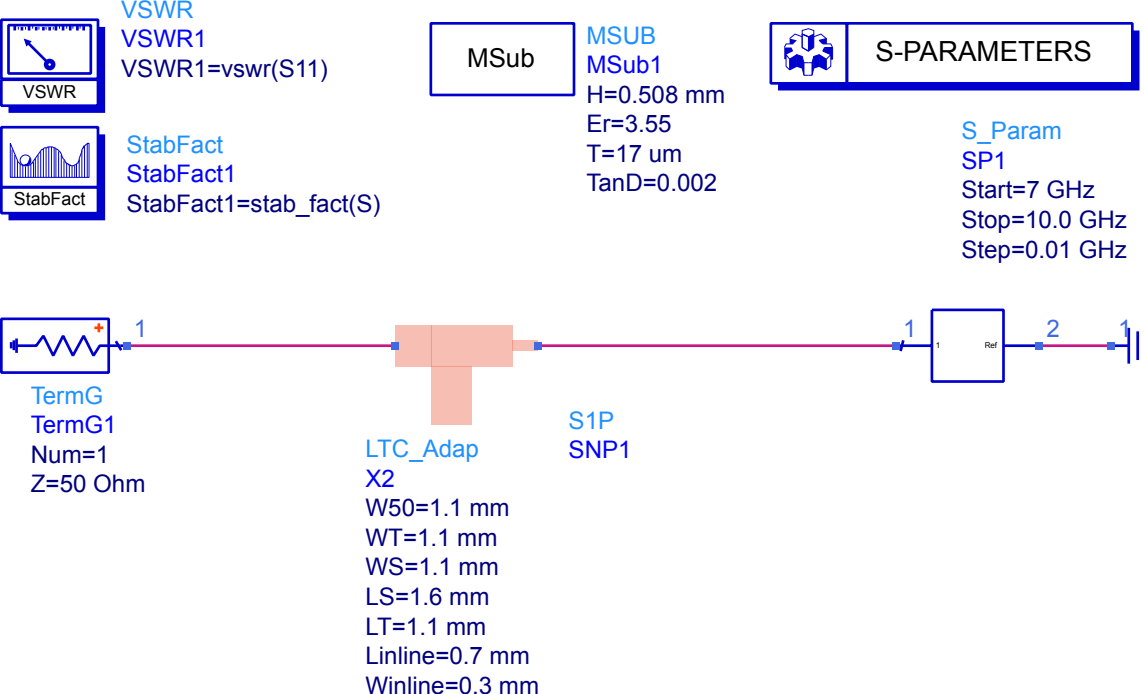 VSWR
VSWR1
VSWR1=vswr(S11)
VSWR
StabFact
StabFact1
StabFact1=stab_fact(S)
StabFact
MSub
MSUB
MSub1
H=0.508 mm
Er=3.55
T=17 um
TanD=0.002
S-PARAMETERS
S_Param
SP1
Start=7 GHz
Stop=10.0 GHz
Step=0.01 GHz
+
1
TermG
TermG1
Num=1
Z=50 Ohm
LTC_Adap
X2
W50=1.1 mm
WT=1.1 mm
WS=1.1 mm
LS=1.6 mm
LT=1.1 mm
Linline=0.7 mm
Winline=0.3 mm
S1P
SNP1
1
1
Ref
2
1